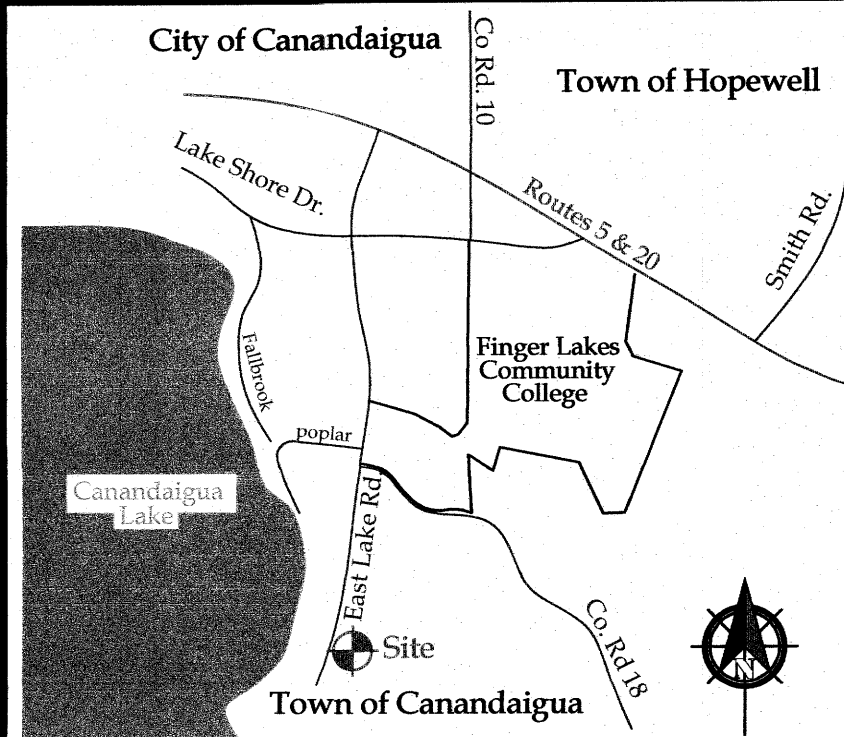 City of Canandaigua
Co Rd. 10
Town of Hopewell
Lake Shore Dr.
Routes 5 & 20
Smith Rd.
Fallbrook
Finger Lakes
Community
College
poplar
Canandaigua
Lake
East Lake Rd.
Co. Rd 18
Site
N
Town of Canandaigua